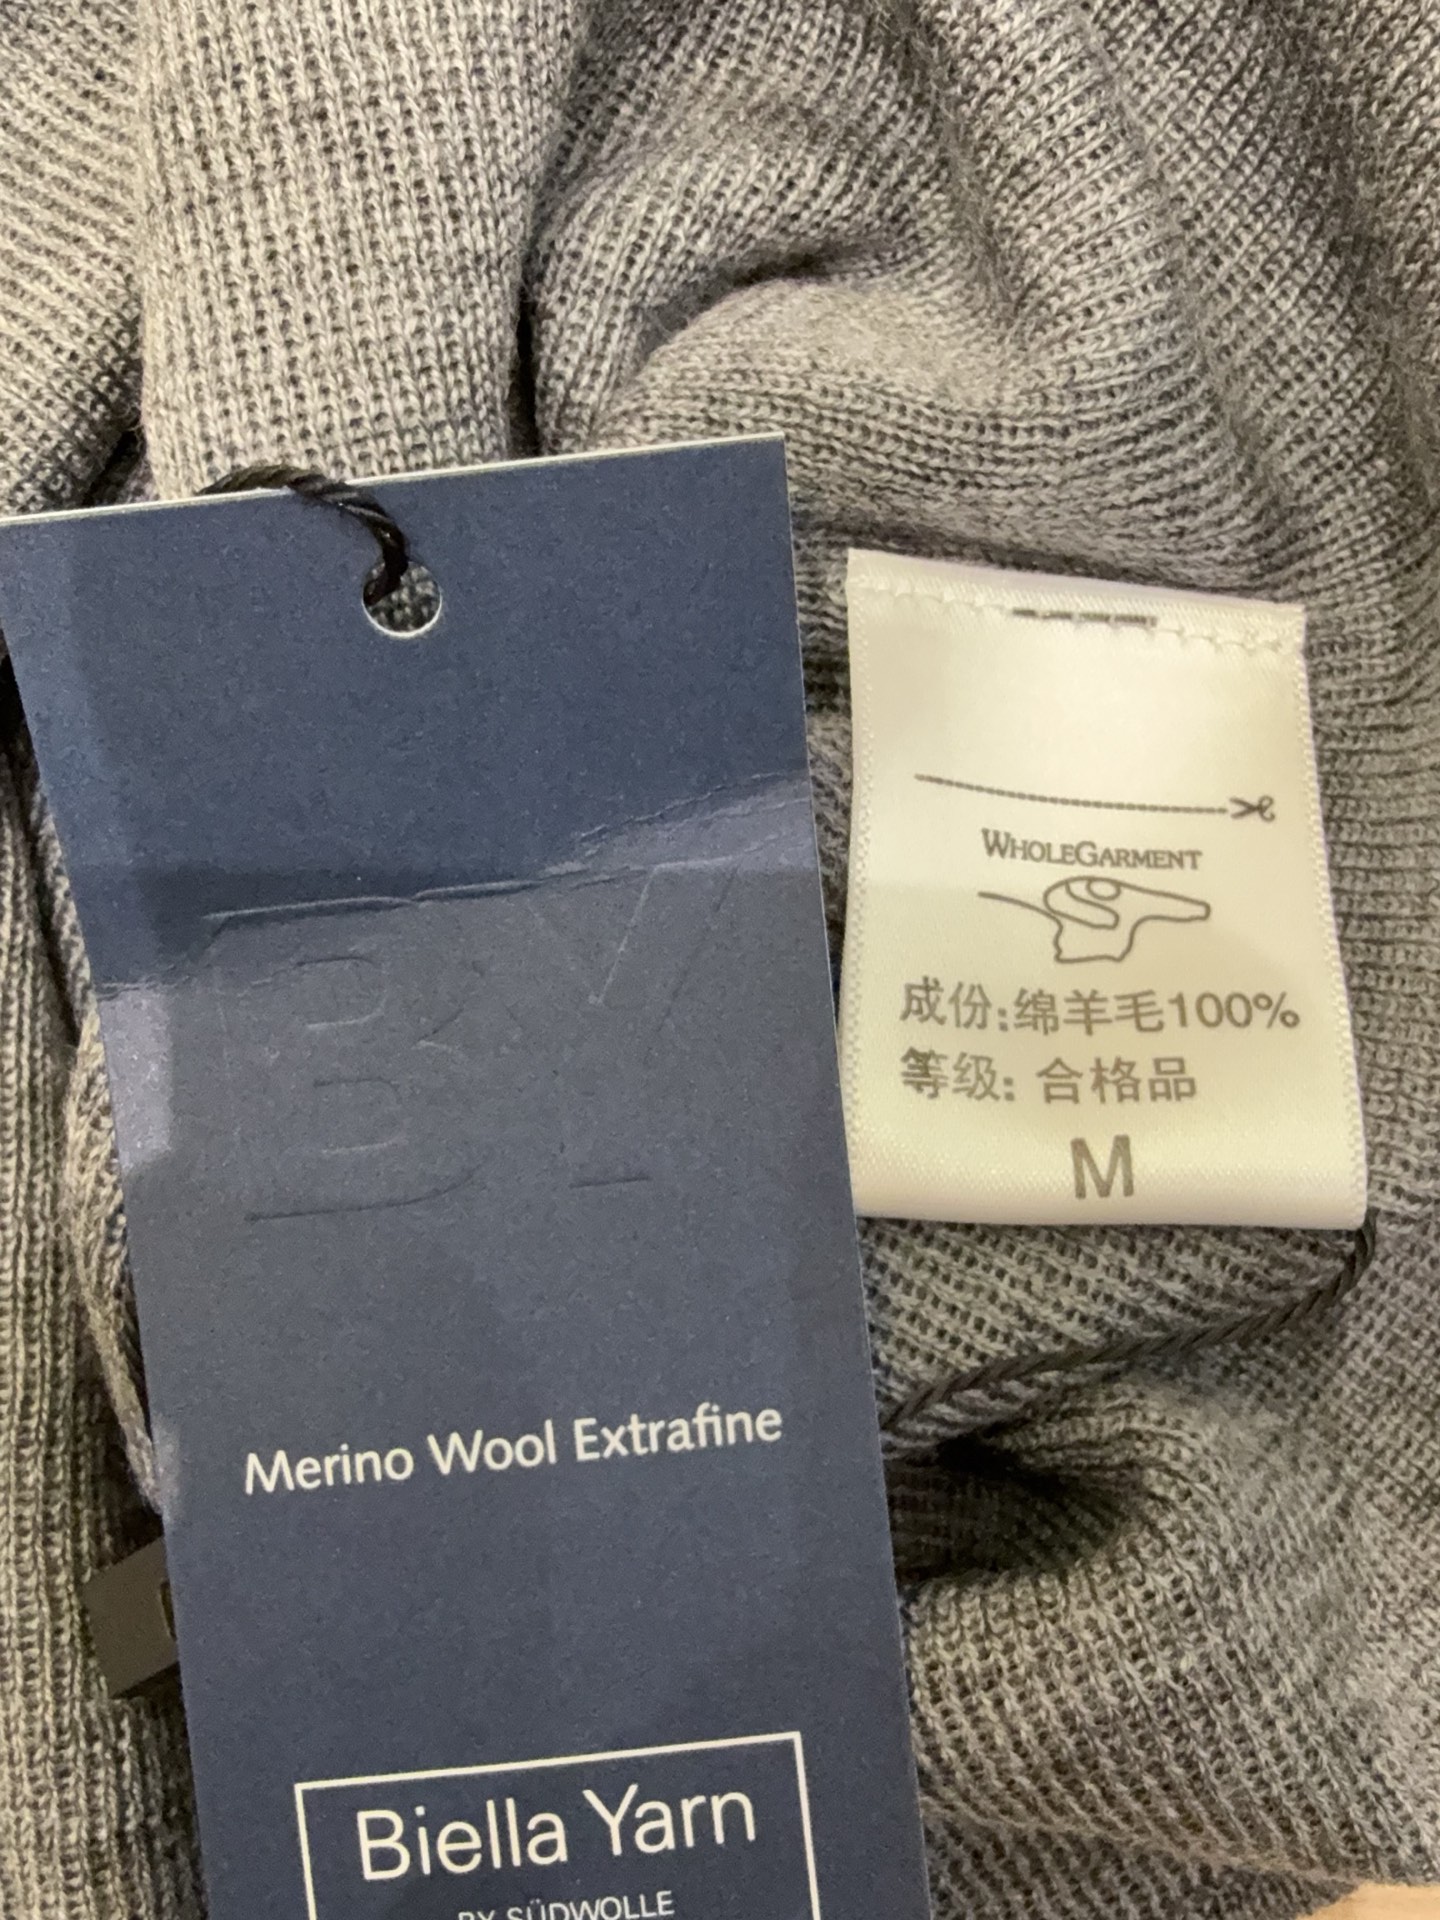 BY
Merino Wool Extrafine
Biella Yarn
BY SÜDWOLLE
WHOLEGARMENT
成份:绵羊毛100%
等级:合格品
M